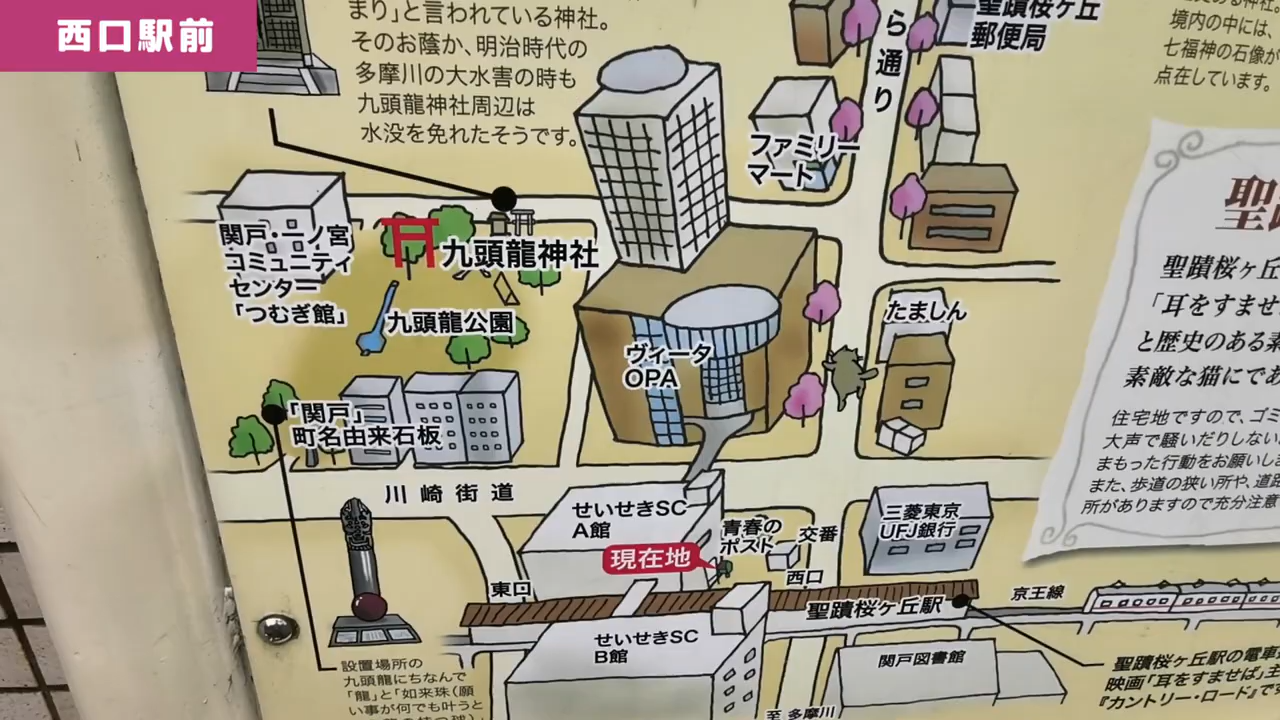 西口駅前
まり」と言われている神社。
そのお蔭か、明治時代の
多摩川の大水害の時も
九頭龍神社周辺は
水没を免れたそうです。
ら通り
聖蹟桜ヶ丘
郵便局
境内の中には、
七福神の石像が
点在しています。
ファミリー
マート
関戸・一ノ宮
コミュニティ
センター
「つむぎ館」
九頭龍神社
九頭龍公園
ヴィータ
OPA
たましん
「関戸」
町名由来石板
川崎街道
せいせきSC
A館
現在地
青春の
ポスト
交番
西口
三菱東京
UFJ銀行
東口
聖蹟桜ヶ丘駅
京王線
せいせきSC
B館
関戸図書館
至 多摩川
設置場所の
九頭龍にちなんで
「龍」と「如来珠（願
い事が何でも叶うと
聖蹟桜ヶ丘駅の電車
映画「耳をすませば」主
『カントリー・ロード』で
聖
聖蹟桜ヶ丘
「耳をすませ
と歴史のある素
素敵な猫にであ
住宅地ですので、ゴミ
大声で騒いだりしない
まもった行動をお願いしま
また、歩道の狭い所や、道路
所がありますので充分注意